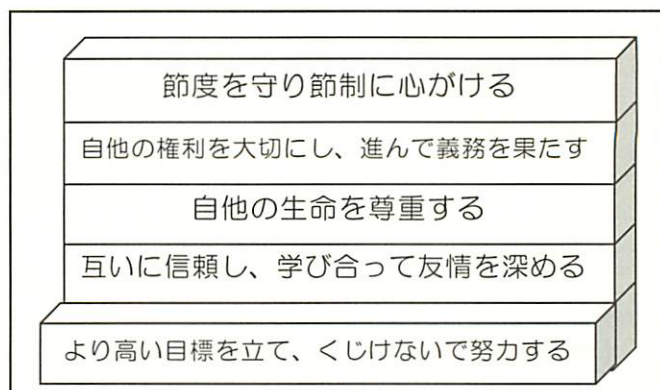 節度を守り節制に心がける
自他の権利を大切にし、進んで義務を果たす
自他の生命を尊重する
互いに信頼し、学び合って友情を深める
より高い目標を立て、くじけないで努力する